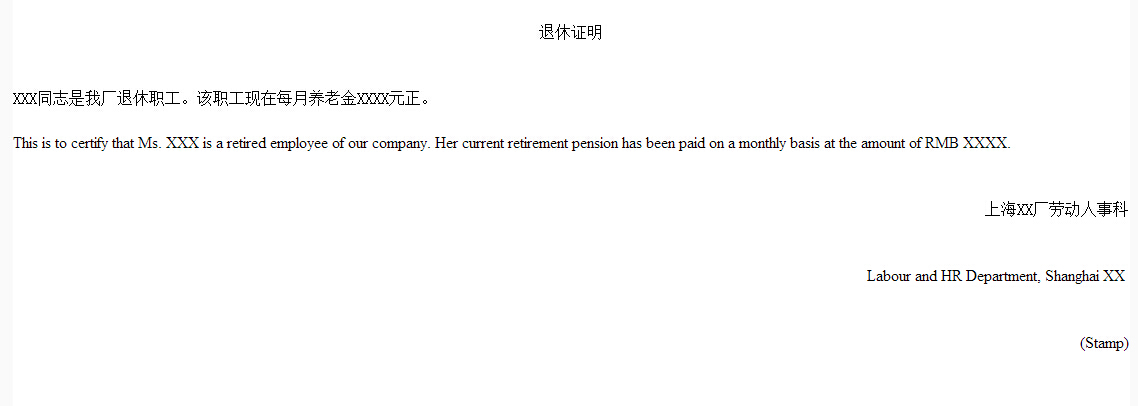 退休证明
XXX同志是我厂退休职工。该职工现在每月养老金XXXX元正。
This is to certify that Ms. XXX is a retired employee of our company. Her current retirement pension has been paid on a monthly basis at the amount of RMB XXXX.
上海XX厂劳动人事科
Labour and HR Department, Shanghai XX
(Stamp)